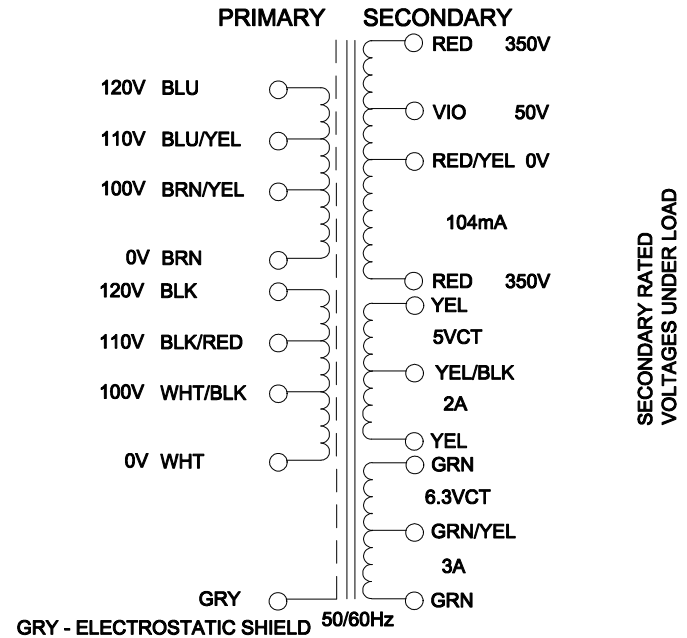 PRIMARY SECONDARY
RED 350V
120V BLU
VIO 50V
110V BLU/YEL
RED/YEL 0V
100V BRN/YEL
104mA
0V BRN
RED 350V
120V BLK
YEL
5VCT
110V BLK/RED
YEL/BLK
100V WHT/BLK
2A
YEL
0V WHT
GRN
6.3VCT
GRN/YEL
3A
GRY
GRN
GRY - ELECTROSTATIC SHIELD
50/60Hz
SECONDARY RATED
VOLTAGES UNDER LOAD